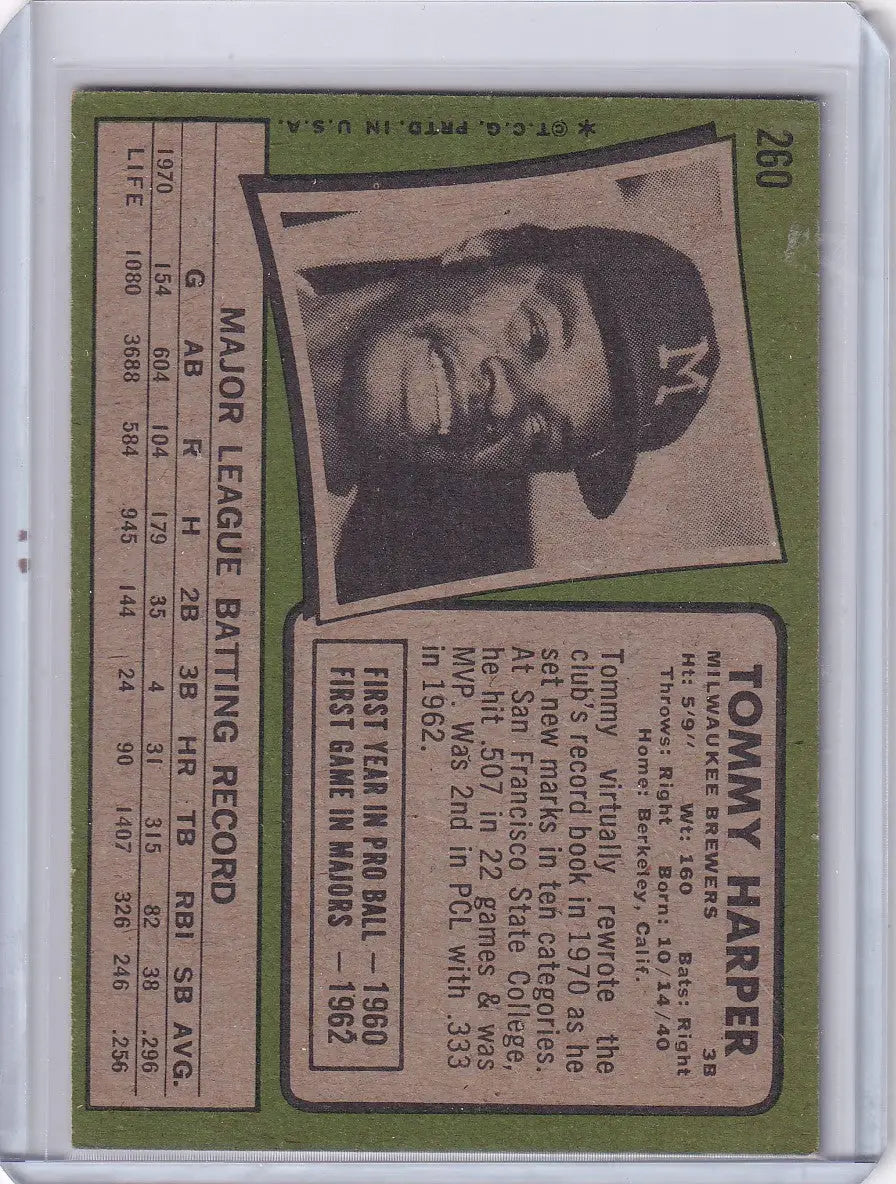 260
*©T.C.G. PRTD. IN U.S.A.
M
TOMMY HARPER
MILWAUKEE BREWERS 3B
Ht: 5'9" Wt: 160 Bats: Right
Throws: Right Born: 10/14/40
Home: Berkeley, Calif.
Tommy virtually rewrote the
club's record book in 1970 as he
set new marks in ten categories.
At San Francisco State College,
he hit .507 in 22 games & was
MVP. Was 2nd in PCL with .333
in 1962.
FIRST YEAR IN PRO BALL — 1960
FIRST GAME IN MAJORS — 1962
MAJOR LEAGUE BATTING RECORD
G AB R H 2B 3B HR TB RBI SB AVG.
1970 154 604 104 179 35 4 31 315 82 38 .296
LIFE 1080 3688 584 945 144 24 90 1407 326 246 .256